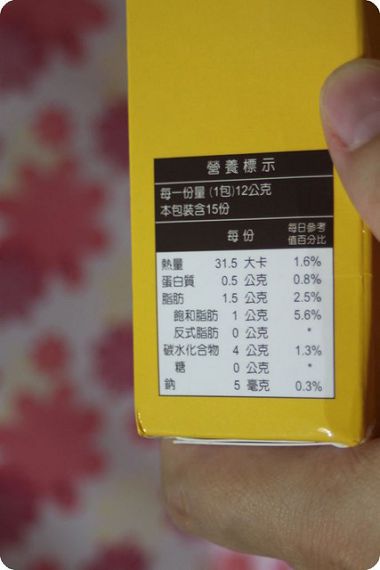 營養標示
每一份量 (1包)12公克
本包裝含15份
每份 每日參考值百分比
熱量 31.5 大卡 1.6%
蛋白質 0.5 公克 0.8%
脂肪 1.5 公克 2.5%
飽和脂肪 1 公克 5.6%
反式脂肪 0 公克 *
碳水化合物 4 公克 1.3%
糖 0 公克 *
鈉 5 毫克 0.3%